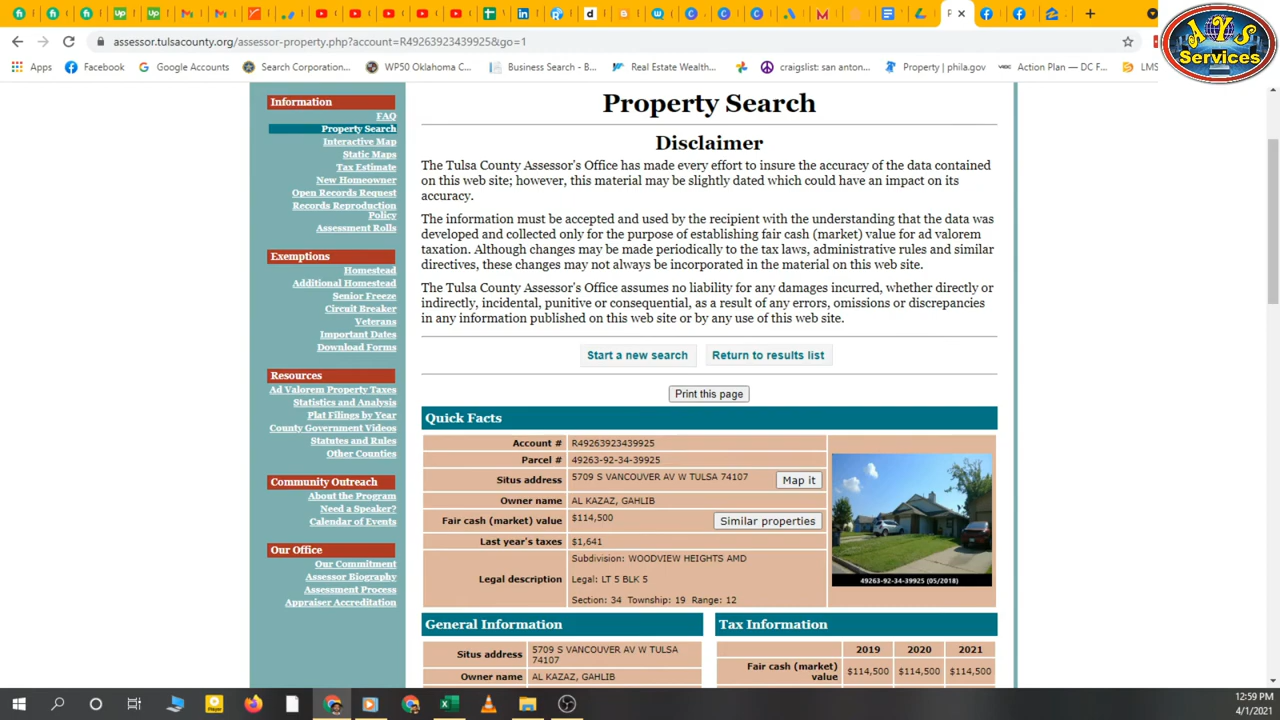 assessor.tulsacounty.org/assessor-property.php?account=R49263923439925&go=1
Apps
Facebook
Google Accounts
Search Corporation...
WP50 Oklahoma C...
Business Search - B...
Real Estate Wealth...
craigslist: san anton...
Property | phila.gov
Action Plan — DC F...
LMS
AYS
Services
Information
FAQ
Property Search
Interactive Map
Static Maps
Tax Estimate
New Homeowner
Open Records Request
Records Reproduction
Policy
Assessment Rolls
Exemptions
Homestead
Additional Homestead
Senior Freeze
Circuit Breaker
Veterans
Important Dates
Download Forms
Resources
Ad Valorem Property Taxes
Statistics and Analysis
Plat Filings by Year
County Government Videos
Statutes and Rules
Other Counties
Community Outreach
About the Program
Need a Speaker?
Calendar of Events
Our Office
Our Commitment
Assessor Biography
Assessment Process
Appraiser Accreditation
Property Search
Disclaimer
The Tulsa County Assessor's Office has made every effort to insure the accuracy of the data contained
on this web site; however, this material may be slightly dated which could have an impact on its
accuracy.
The information must be accepted and used by the recipient with the understanding that the data was
developed and collected only for the purpose of establishing fair cash (market) value for ad valorem
taxation. Although changes may be made periodically to the tax laws, administrative rules and similar
directives, these changes may not always be incorporated in the material on this web site.
The Tulsa County Assessor's Office assumes no liability for any damages incurred, whether directly or
indirectly, incidental, punitive or consequential, as a result of any errors, omissions or discrepancies
in any information published on this web site or by any use of this web site.
Start a new search Return to results list
Print this page
Quick Facts
Account # R49263923439925
Parcel # 49263-92-34-39925
Situs address 5709 S VANCOUVER AV W TULSA 74107 Map it
Owner name AL KAZAZ, GAHLIB
Fair cash (market) value $114,500 Similar properties
Last year's taxes $1,641
Legal description Subdivision: WOODVIEW HEIGHTS AMD
Legal: LT 5 BLK 5
Section: 34 Township: 19 Range: 12
49263-92-34-39925 (05/2018)
General Information
Situs address 5709 S VANCOUVER AV W TULSA
74107
Owner name AL KAZAZ, GAHLIB
Tax Information
2019 2020 2021
Fair cash (market)
value $114,500 $114,500 $114,500
12:59 PM
4/1/2021